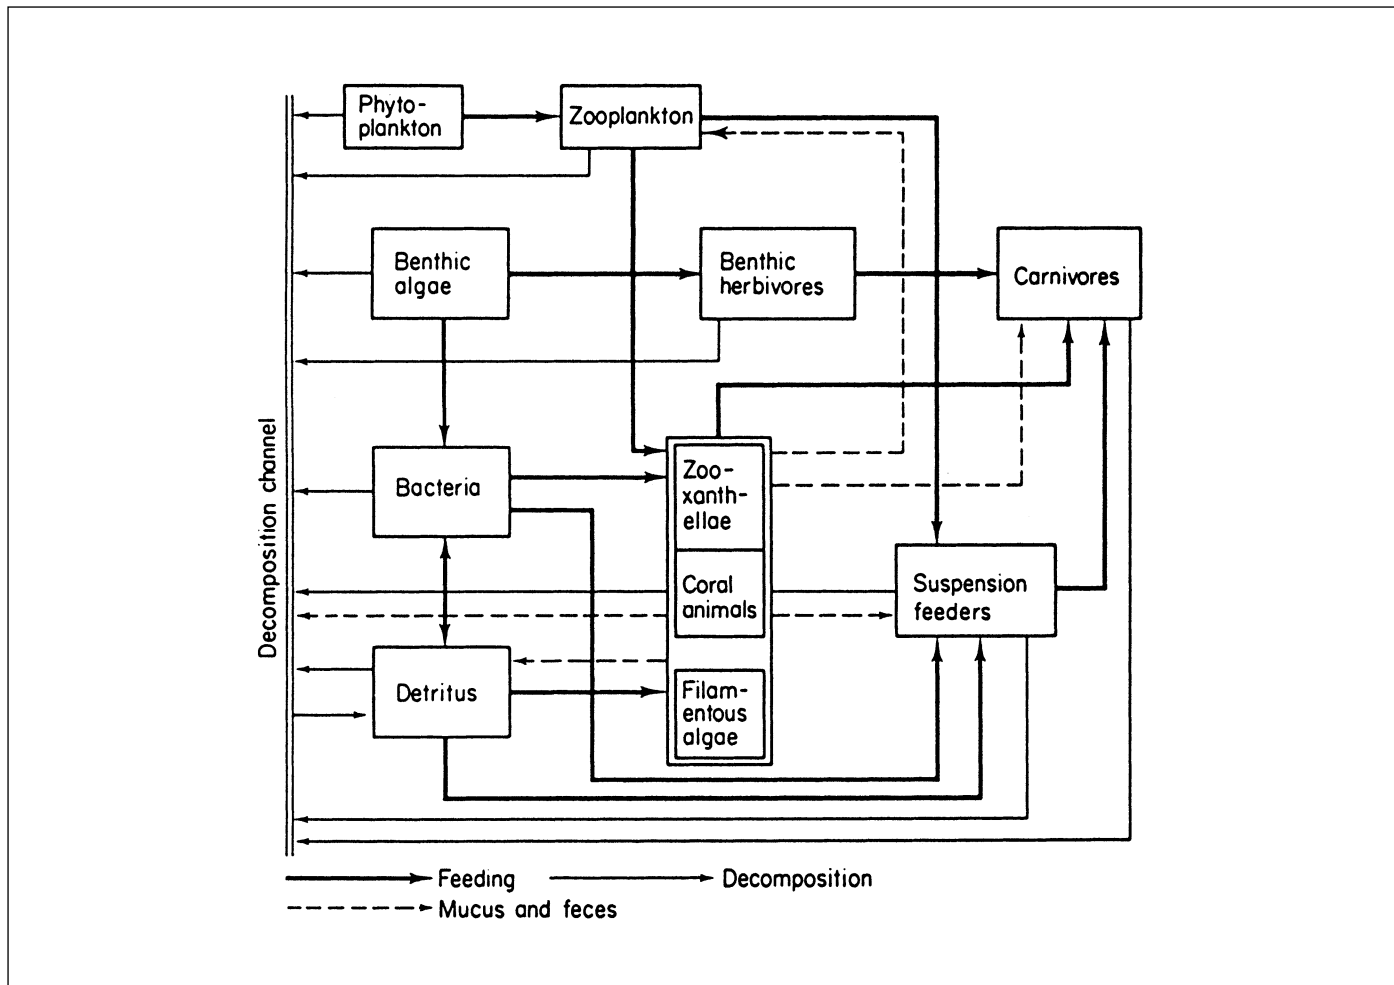 Phyto-
plankton
Zooplankton
Benthic
algae
Benthic
herbivores
Carnivores
Decomposition channel
Bacteria
Zoo-
xanth-
ellae
Coral
animals
Suspension
feeders
Detritus
Filam-
entous
algae
Feeding
Decomposition
Mucus and feces